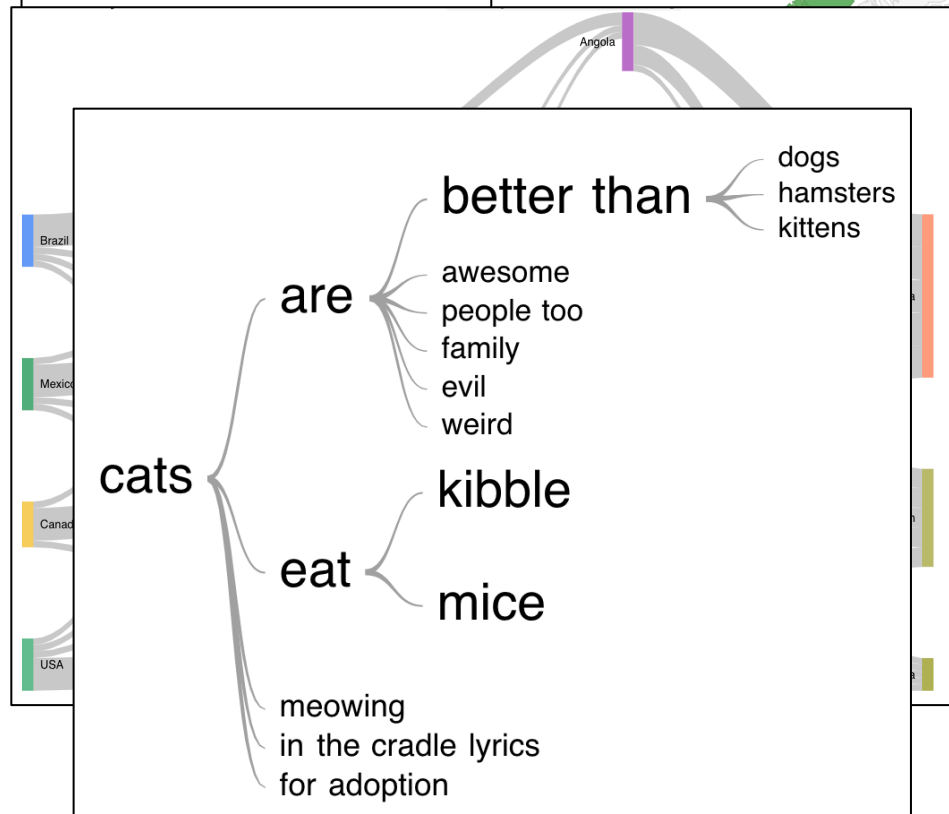 Angola
Brazil
Mexico
USA
cats
are
better than
dogs
hamsters
kittens
awesome
people too
family
evil
weird
eat
kibble
mice
meowing
in the cradle lyrics
for adoption